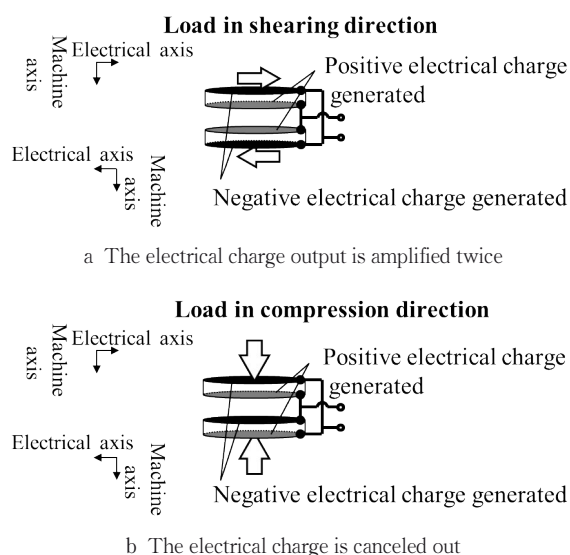 Load in shearing direction
Electrical axis
Machine
axis
Positive electrical charge
generated
Electrical axis
Machine
axis
Negative electrical charge generated
a The electrical charge output is amplified twice
Load in compression direction
Electrical axis
Machine
axis
Positive electrical charge
generated
Electrical axis
Machine
axis
Negative electrical charge generated
b The electrical charge is canceled out